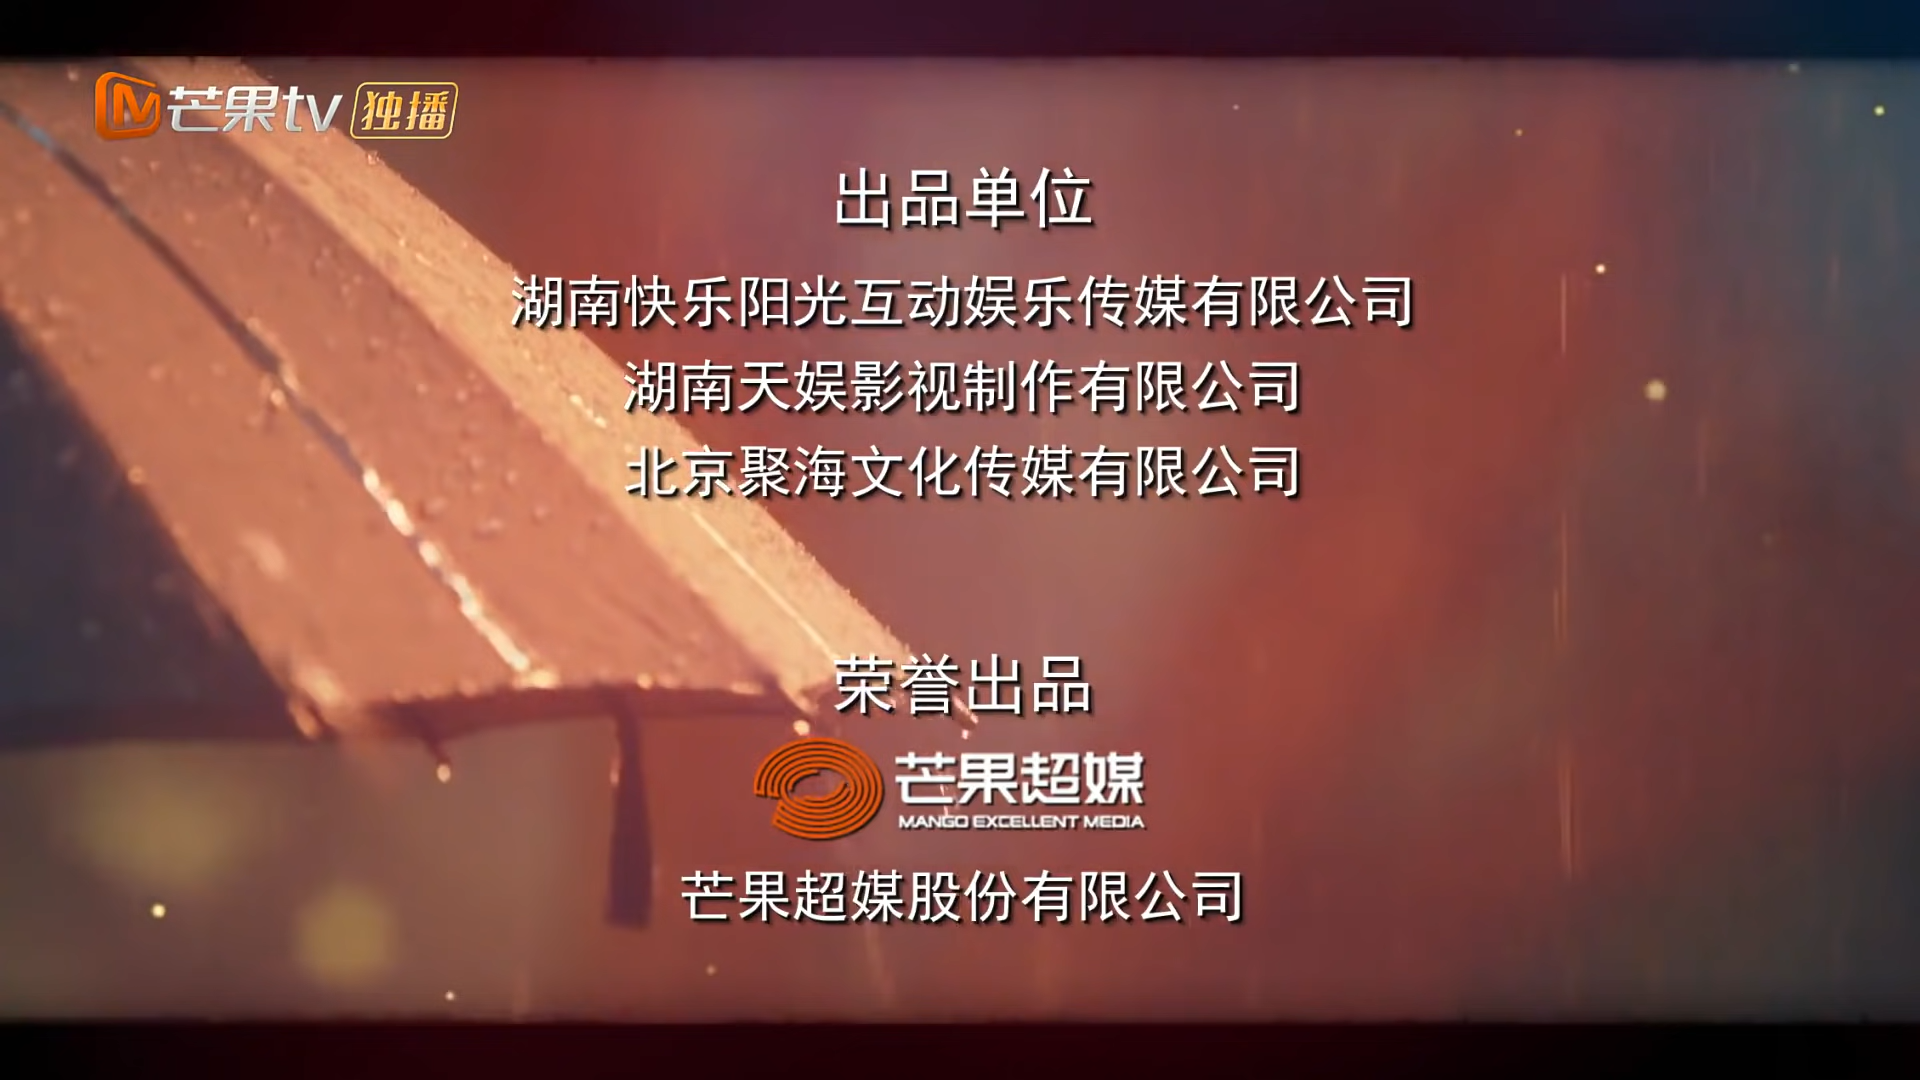 芒果tv 独播
出品单位
湖南快乐阳光互动娱乐传媒有限公司
湖南天娱影视制作有限公司
北京聚海文化传媒有限公司
荣誉出品
芒果超媒
MANGO EXCELLENT MEDIA
芒果超媒股份有限公司